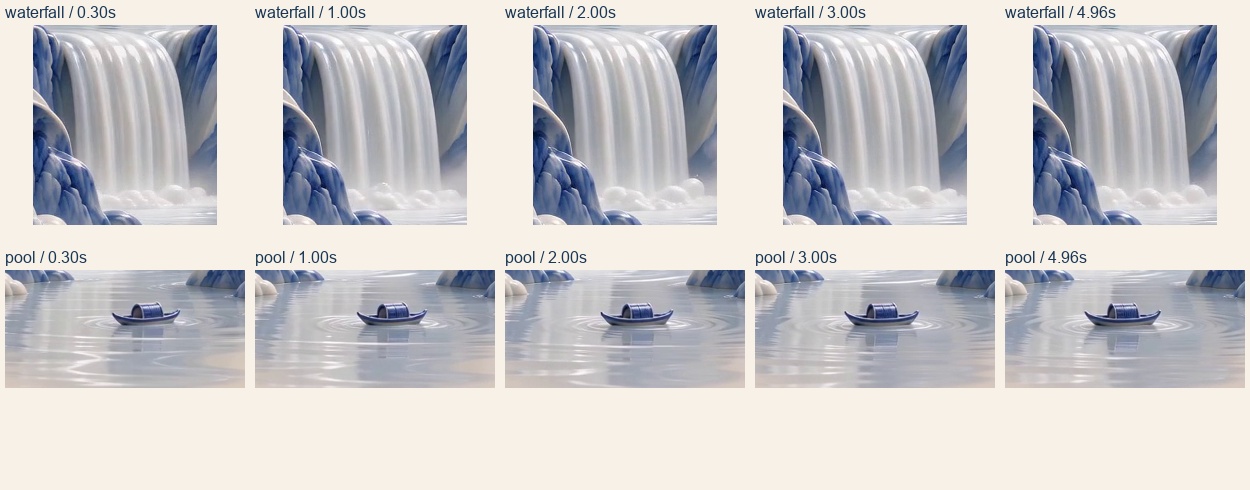 waterfall / 0.30s
waterfall / 1.00s
waterfall / 2.00s
waterfall / 3.00s
waterfall / 4.96s
pool / 0.30s
pool / 1.00s
pool / 2.00s
pool / 3.00s
pool / 4.96s